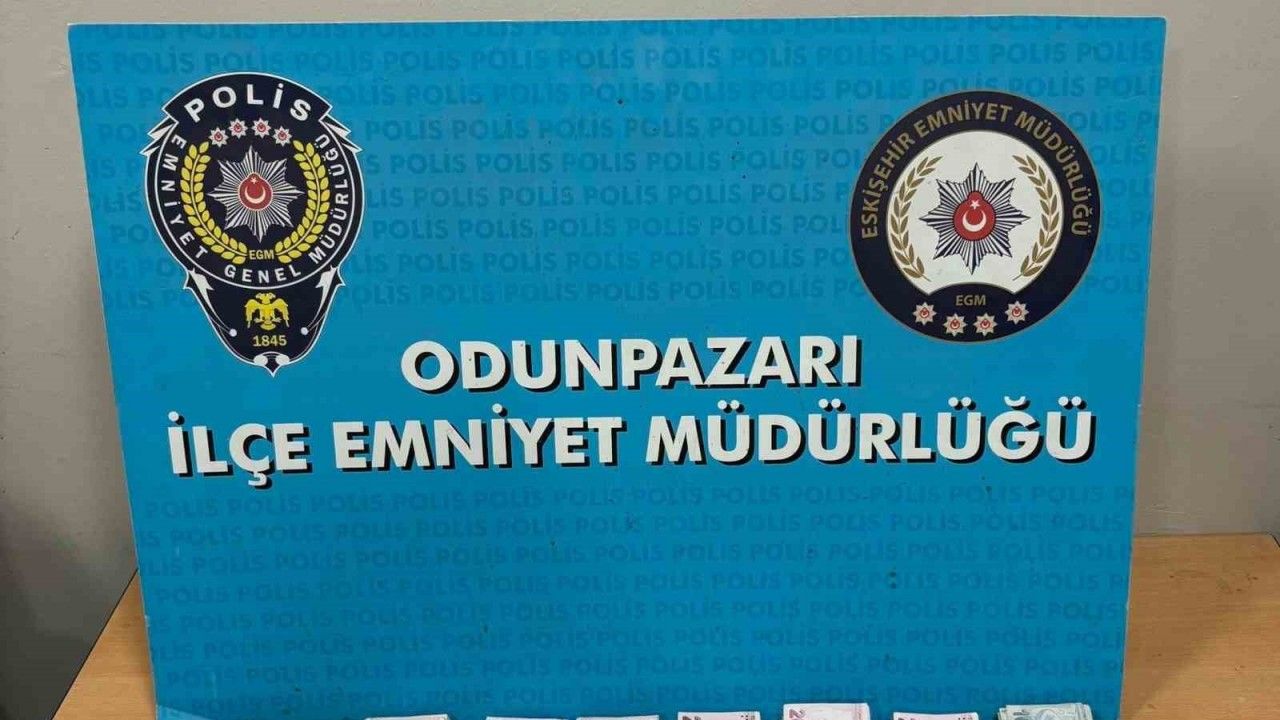 POLİS
EMNİYET GENEL MÜDÜRLÜĞÜ
EGM
1845
ESKİŞEHİR EMNİYET MÜDÜRLÜĞÜ
EGM
ODUNPAZARI
İLÇE EMNİYET MÜDÜRLÜĞÜ